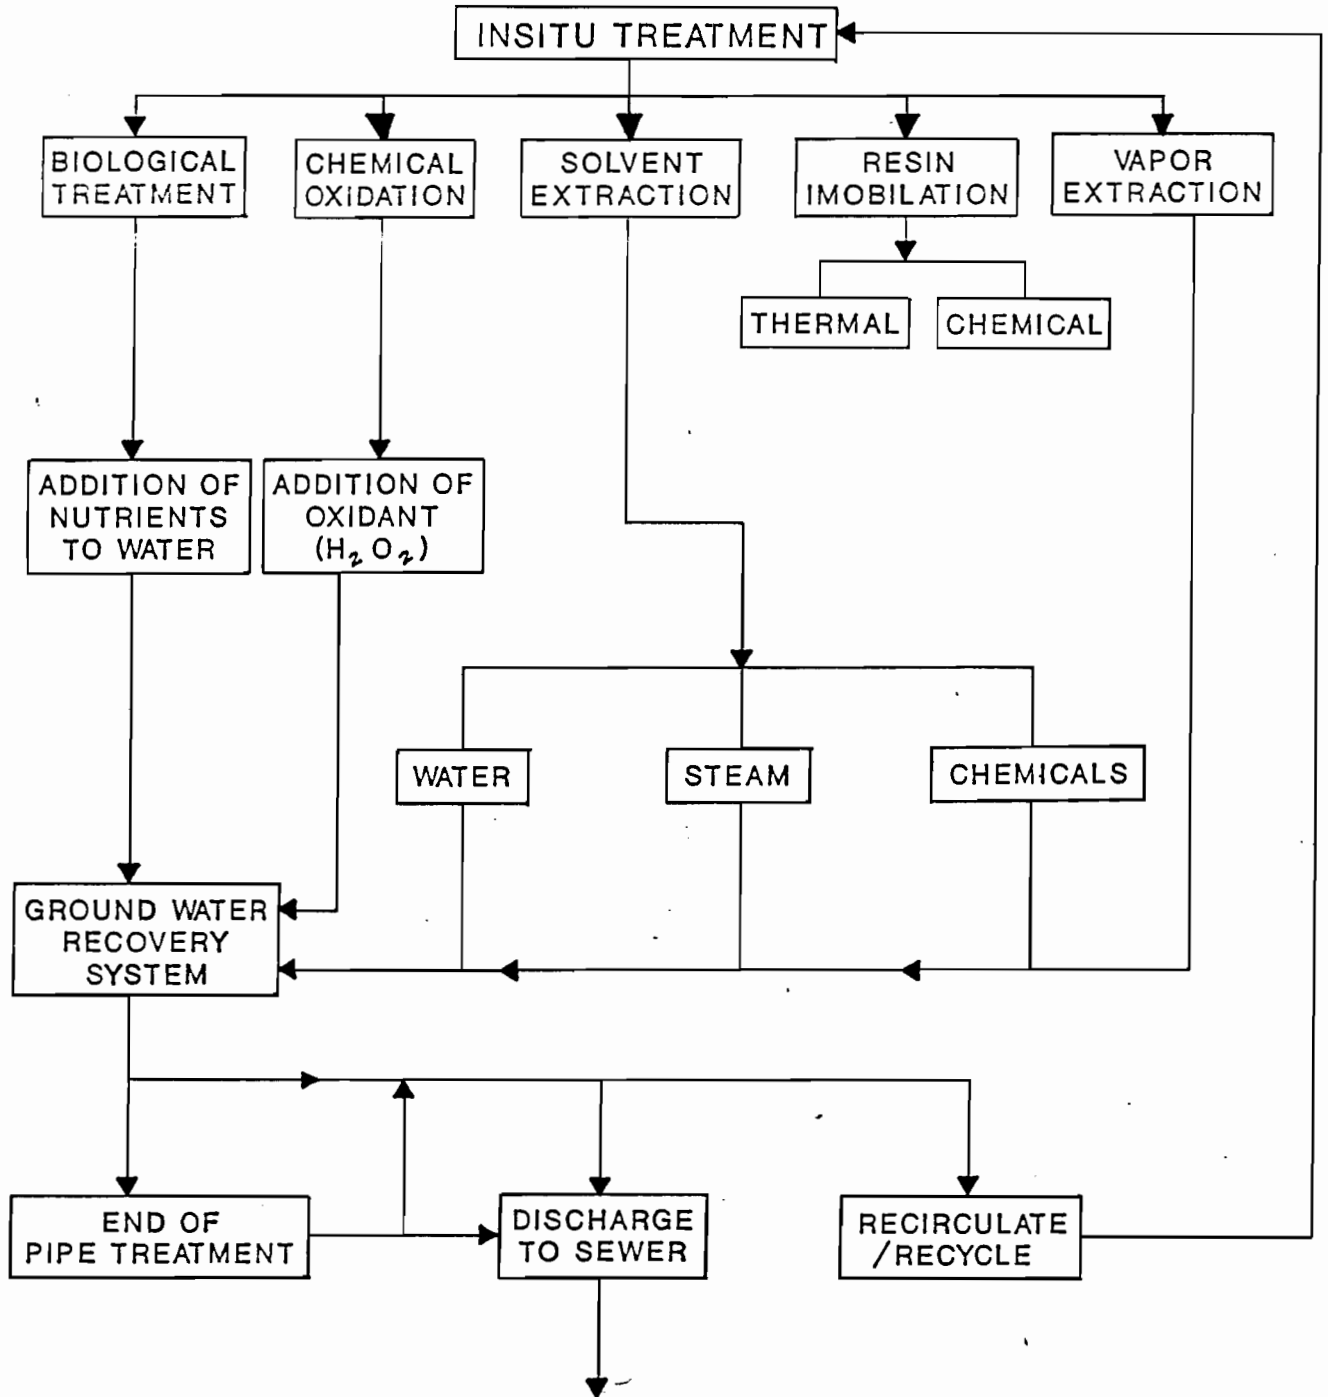 INSITU TREATMENT
BIOLOGICAL
TREATMENT
CHEMICAL
OXIDATION
SOLVENT
EXTRACTION
RESIN
IMOBILATION
VAPOR
EXTRACTION
THERMAL
CHEMICAL
ADDITION OF
NUTRIENTS
TO WATER
ADDITION OF
OXIDANT
(H₂O₂)
WATER
STEAM
CHEMICALS
GROUND WATER
RECOVERY
SYSTEM
END OF
PIPE TREATMENT
DISCHARGE
TO SEWER
RECIRCULATE
/RECYCLE